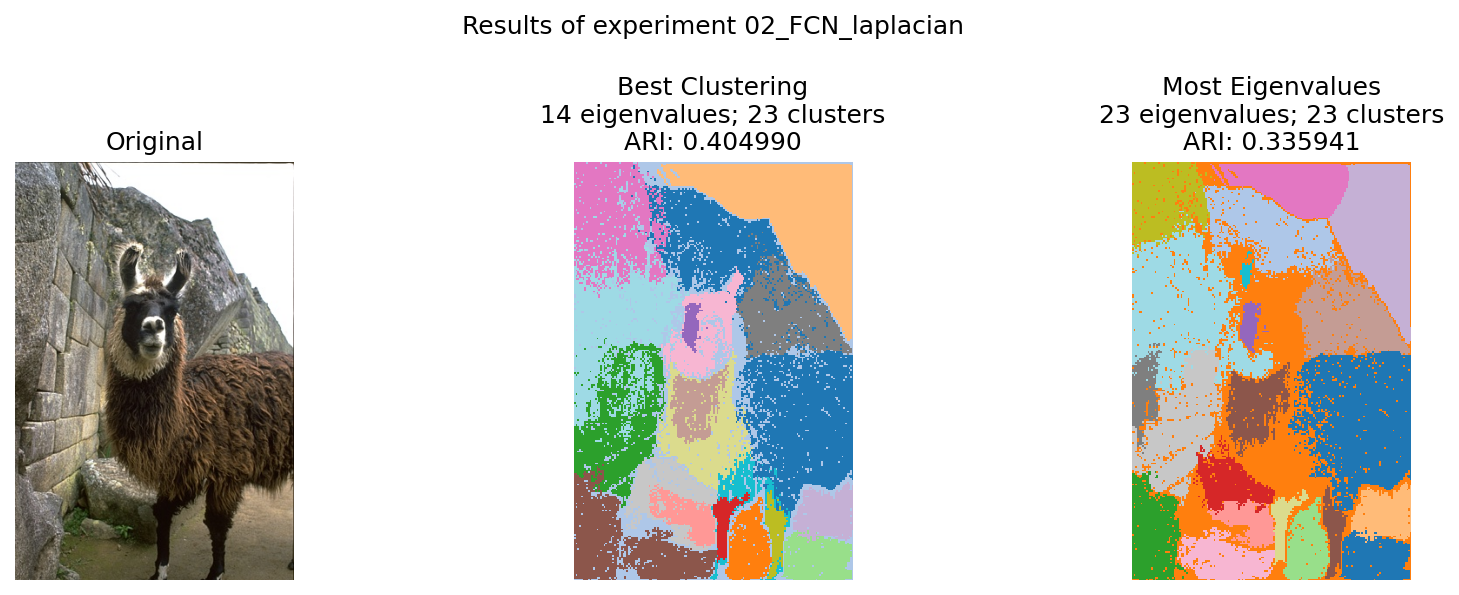 Results of experiment 02_FCN_laplacian
Original
Best Clustering
14 eigenvalues; 23 clusters
ARI: 0.404990
Most Eigenvalues
23 eigenvalues; 23 clusters
ARI: 0.335941